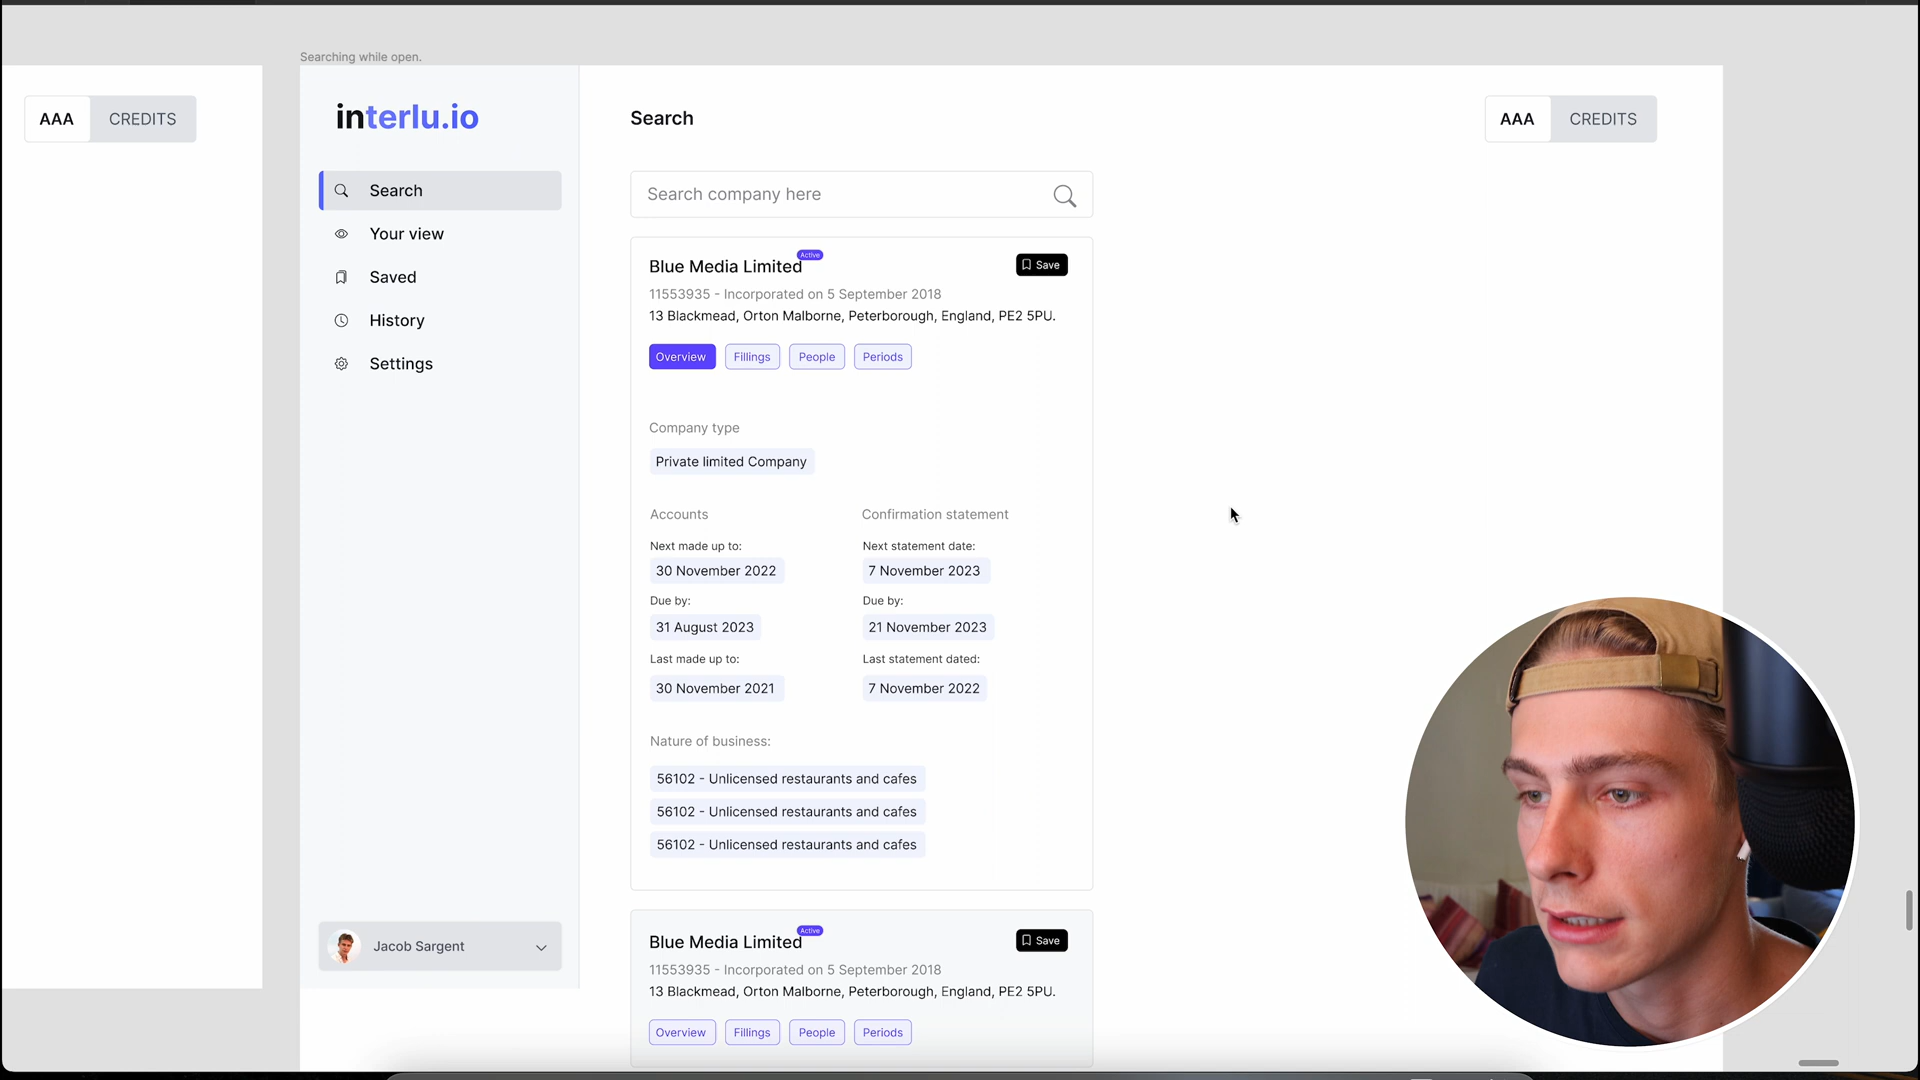 Searching while open.
AAA CREDITS
interlu.io
Search
Your view
Saved
History
Settings
Jacob Sargent
Search
AAA CREDITS
Search company here
Blue Media Limited Active
Save
11553935 - Incorporated on 5 September 2018
13 Blackmead, Orton Malborne, Peterborough, England, PE2 5PU.
Overview Fillings People Periods
Company type
Private limited Company
Accounts
Next made up to:
30 November 2022
Due by:
31 August 2023
Last made up to:
30 November 2021
Confirmation statement
Next statement date:
7 November 2023
Due by:
21 November 2023
Last statement dated:
7 November 2022
Nature of business:
56102 - Unlicensed restaurants and cafes
56102 - Unlicensed restaurants and cafes
56102 - Unlicensed restaurants and cafes
Blue Media Limited Active
Save
11553935 - Incorporated on 5 September 2018
13 Blackmead, Orton Malborne, Peterborough, England, PE2 5PU.
Overview Fillings People Periods